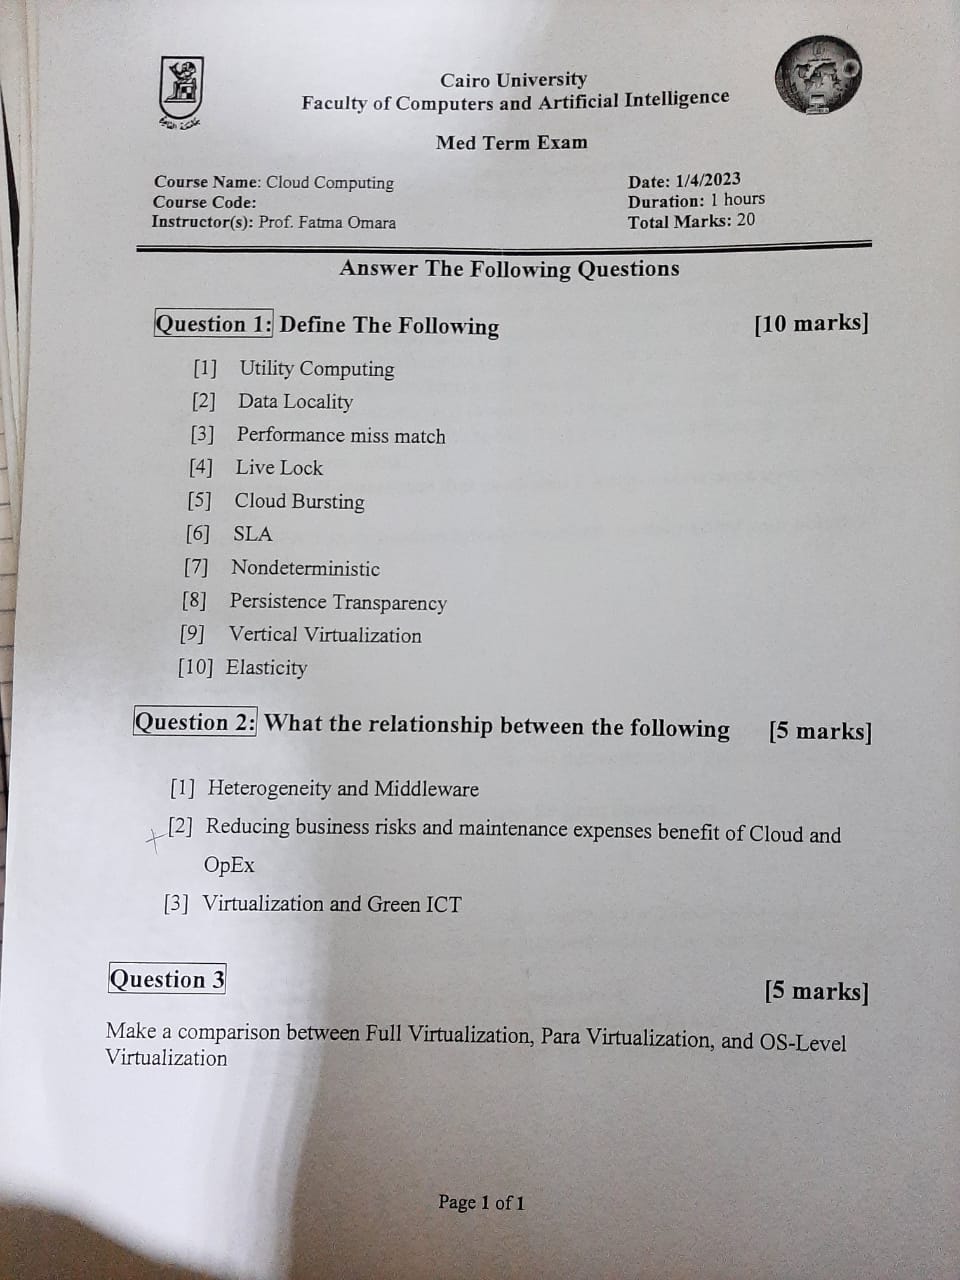 Cairo University
Faculty of Computers and Artificial Intelligence
Med Term Exam
Course Name: Cloud Computing
Course Code:
Instructor(s): Prof. Fatma Omara
Date: 1/4/2023
Duration: 1 hours
Total Marks: 20
Answer The Following Questions
Question 1: Define The Following [10 marks]
[1] Utility Computing
[2] Data Locality
[3] Performance miss match
[4] Live Lock
[5] Cloud Bursting
[6] SLA
[7] Nondeterministic
[8] Persistence Transparency
[9] Vertical Virtualization
[10] Elasticity
Question 2: What the relationship between the following [5 marks]
[1] Heterogeneity and Middleware
[2] Reducing business risks and maintenance expenses benefit of Cloud and
OpEx
[3] Virtualization and Green ICT
Question 3 [5 marks]
Make a comparison between Full Virtualization, Para Virtualization, and OS-Level
Virtualization
Page 1 of 1